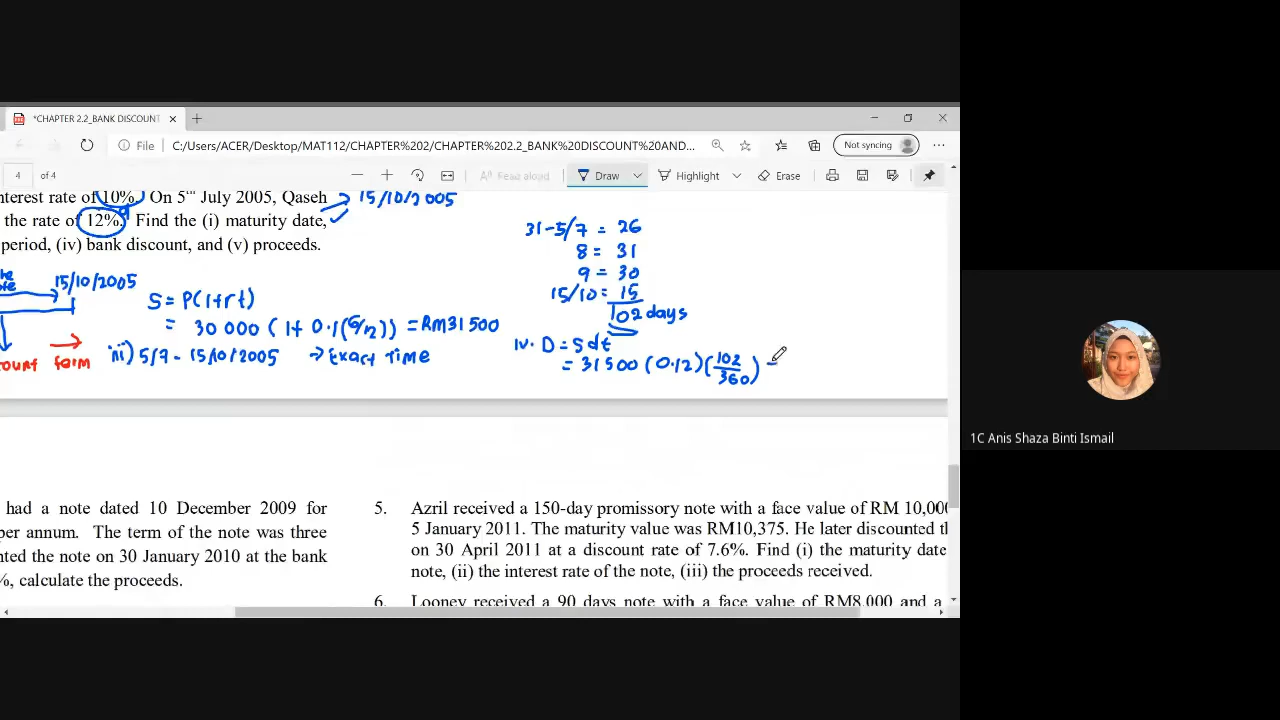 *CHAPTER 2.2_BANK DISCOUNT
File C:/Users/ACER/Desktop/MAT112/CHAPTER%202/CHAPTER%202.2_BANK%20DISCOUNT%20AND... Not syncing
4 of 4 Read aloud Draw Highlight Erase
nterest rate of 10%. On 5th July 2005, Qaseh
15/10/2005
the rate of 12%. Find the (i) maturity date,
period, (iv) bank discount, and (v) proceeds.
31-5/7 = 26
8 = 31
9 = 30
15/10 = 15
102 days
15/10/2005
S = P(1+rt)
= 30 000 (1+ 0.1(6/12)) = RM31 500
iii) 5/7 - 15/10/2005 → Exact Time
count farm
iv. D = Sdt
= 31500 (0.12) (102/360) =
had a note dated 10 December 2009 for
per annum. The term of the note was three
nted the note on 30 January 2010 at the bank
%, calculate the proceeds.
5. Azril received a 150-day promissory note with a face value of RM 10,000
5 January 2011. The maturity value was RM10,375. He later discounted th
on 30 April 2011 at a discount rate of 7.6%. Find (i) the maturity date
note, (ii) the interest rate of the note, (iii) the proceeds received.
6. Looney received a 90 days note with a face value of RM8,000 and a
1C Anis Shaza Binti Ismail